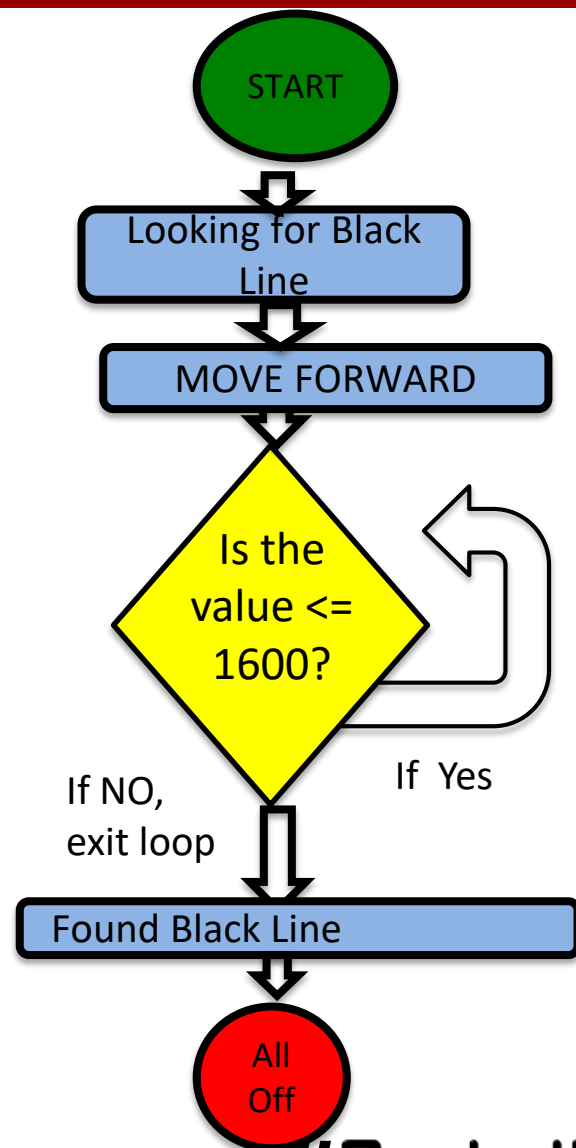 START
Looking for Black
Line
MOVE FORWARD
Is the
value <=
1600?
If Yes
If NO,
exit loop
Found Black Line
All
Off